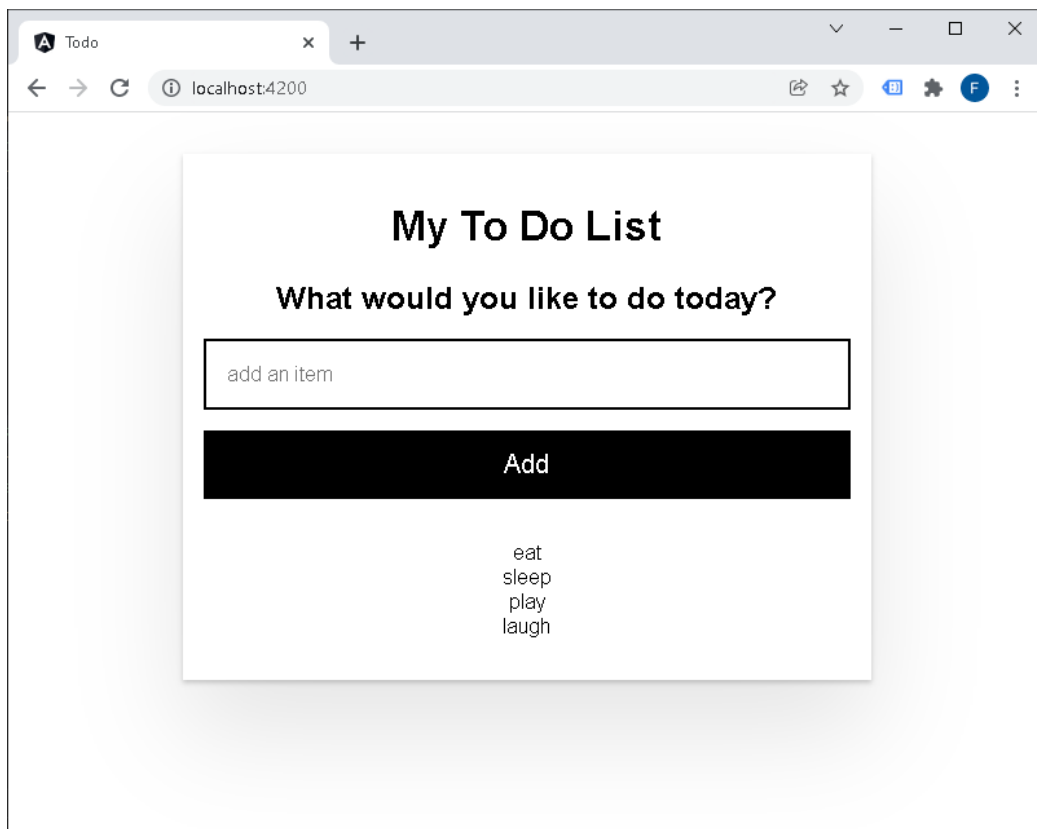 Todo
localhost:4200
F
My To Do List
What would you like to do today?
add an item
Add
eat
sleep
play
laugh